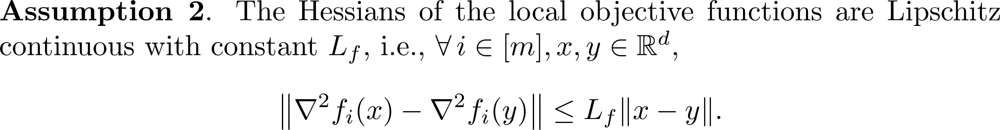 Assumption 2. The Hessians of the local objective functions are Lipschitz
continuous with constant $L_f$, i.e., $\forall\, i \in [m], x, y \in \mathbb{R}^d$,
$\left\|\nabla^2 f_i(x) - \nabla^2 f_i(y)\right\| \leq L_f \|x - y\|.$